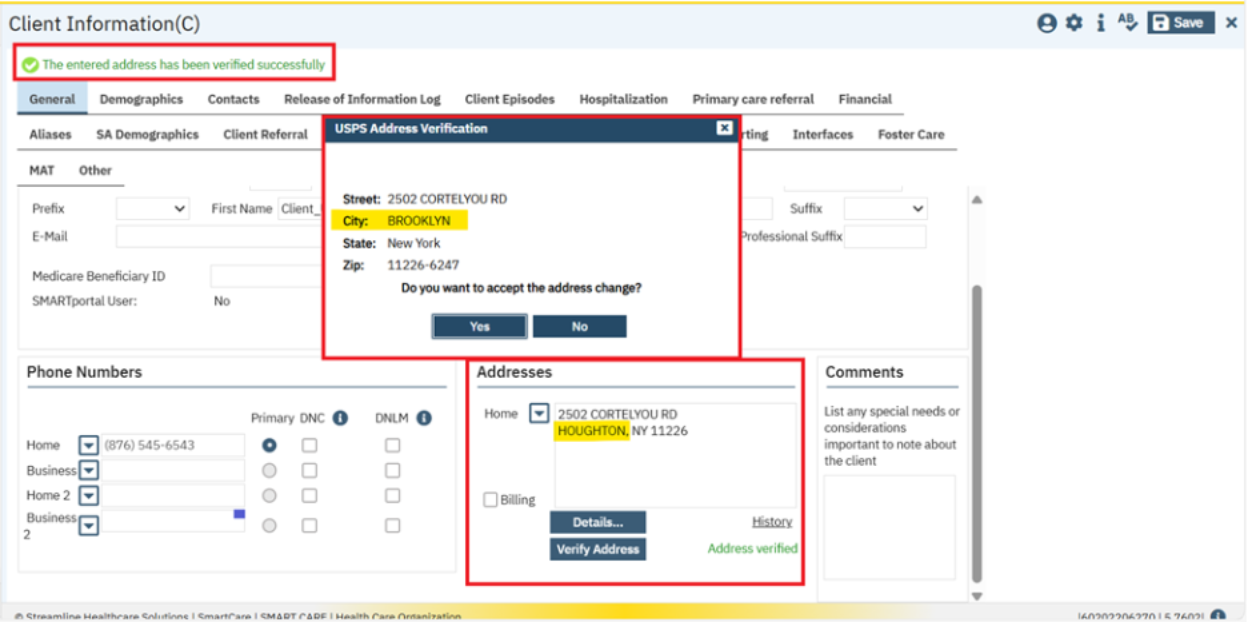 Client Information(C)
Save
The entered address has been verified successfully
General Demographics Contacts Release of Information Log Client Episodes Hospitalization Primary care referral Financial
Aliases SA Demographics Client Referral rting Interfaces Foster Care
MAT Other
USPS Address Verification
Street: 2502 CORTELYOU RD
City: BROOKLYN
State: New York
Zip: 11226-6247
Do you want to accept the address change?
Yes No
Prefix First Name Client_ Suffix
E-Mail Professional Suffix
Medicare Beneficiary ID
SMARTportal User: No
Phone Numbers
Primary DNC DNLM
Home (876) 545-6543
Business
Home 2
Business
2
Addresses
Home 2502 CORTELYOU RD
HOUGHTON, NY 11226
Billing
Details... History
Verify Address Address verified
Comments
List any special needs or
considerations
important to note about
the client
© Streamline Healthcare Solutions | SmartCare | SMART CARE | Health Care Organization